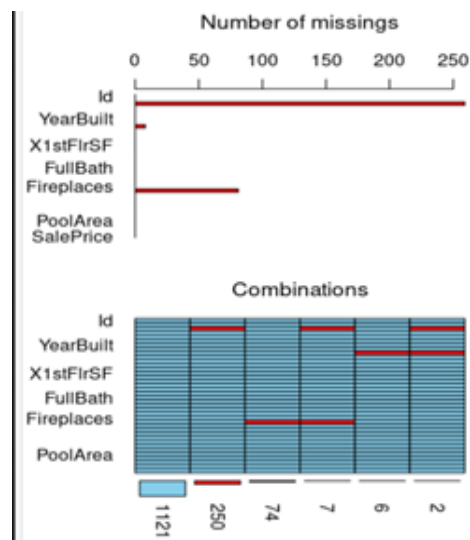 Number of missings
0 50 100 150 200 250
Id
YearBuilt
X1stFlrSF
FullBath
Fireplaces
PoolArea
SalePrice
Combinations
Id
YearBuilt
X1stFlrSF
FullBath
Fireplaces
PoolArea
1121 250 74 7 6 2